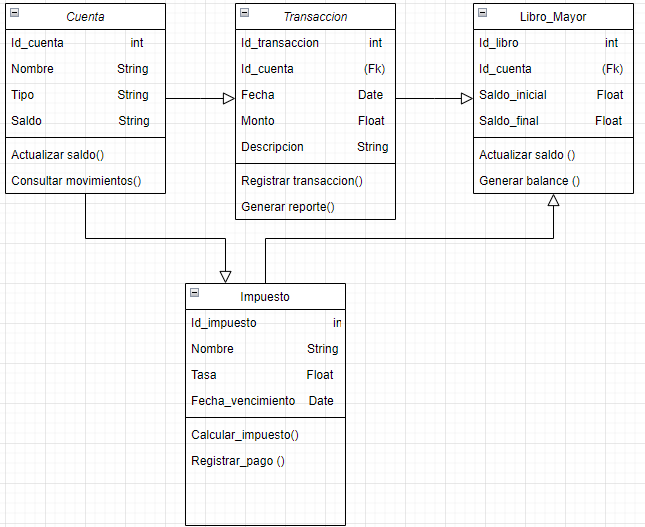 Cuenta
Id_cuenta int
Nombre String
Tipo String
Saldo String
Actualizar saldo()
Consultar movimientos()
Transaccion
Id_transaccion int
Id_cuenta (Fk)
Fecha Date
Monto Float
Descripcion String
Registrar transaccion()
Generar reporte()
Libro_Mayor
Id_libro int
Id_cuenta (Fk)
Saldo_inicial Float
Saldo_final Float
Actualizar saldo ()
Generar balance ()
Impuesto
Id_impuesto in
Nombre String
Tasa Float
Fecha_vencimiento Date
Calcular_impuesto()
Registrar_pago ()